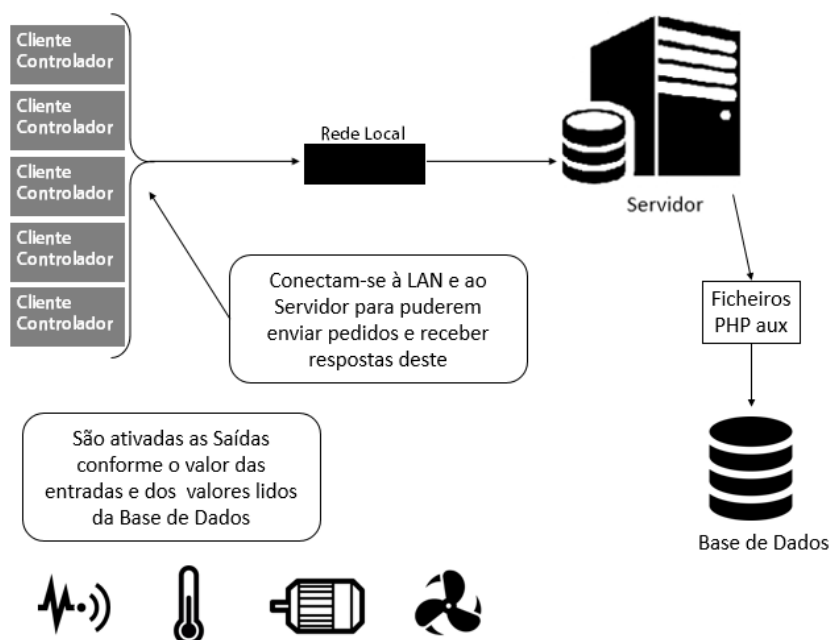 Cliente
Controlador
Cliente
Controlador
Cliente
Controlador
Cliente
Controlador
Cliente
Controlador
Rede Local
Servidor
Conectam-se à LAN e ao
Servidor para puderem
enviar pedidos e receber
respostas deste
Ficheiros
PHP aux
São ativadas as Saídas
conforme o valor das
entradas e dos valores lidos
da Base de Dados
Base de Dados